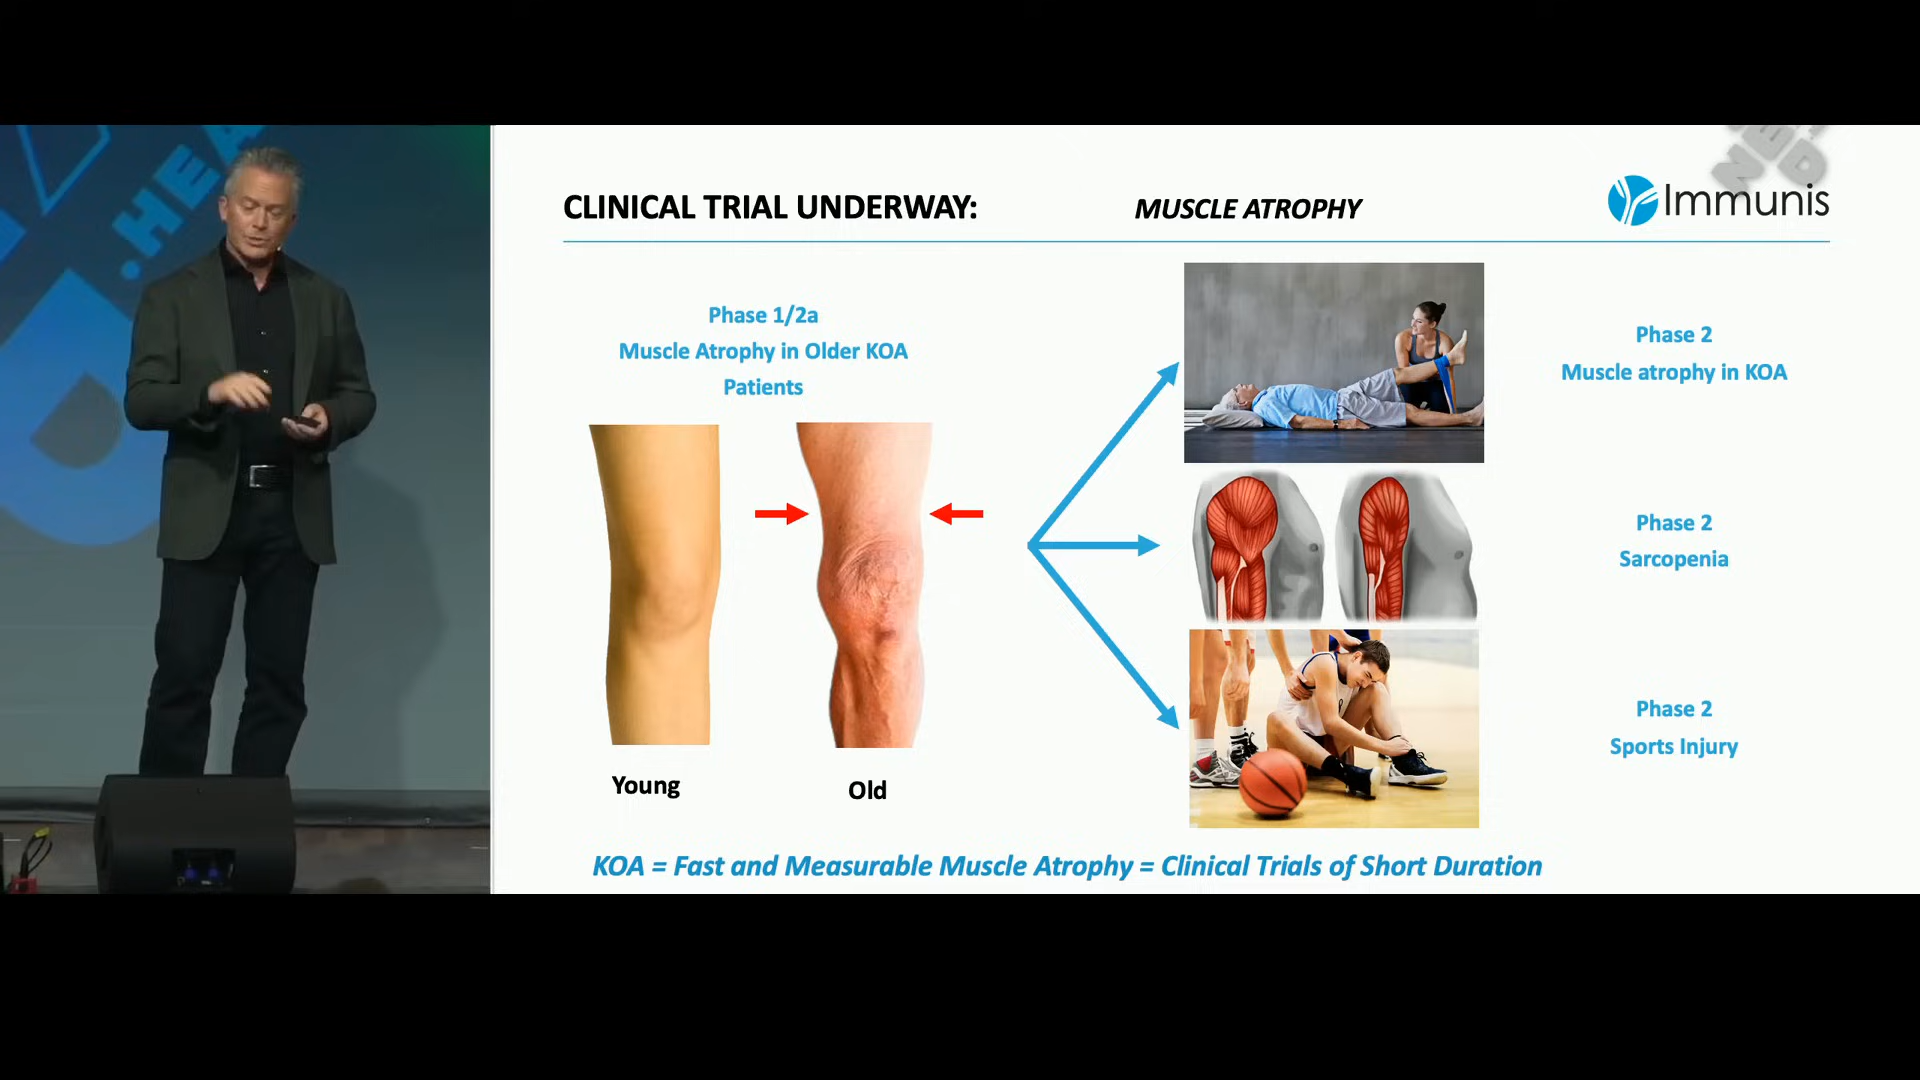 .HEA
CLINICAL TRIAL UNDERWAY:
MUSCLE ATROPHY
Immunis
Phase 1/2a
Muscle Atrophy in Older KOA
Patients
Young
Old
Phase 2
Muscle atrophy in KOA
Phase 2
Sarcopenia
Phase 2
Sports Injury
KOA = Fast and Measurable Muscle Atrophy = Clinical Trials of Short Duration